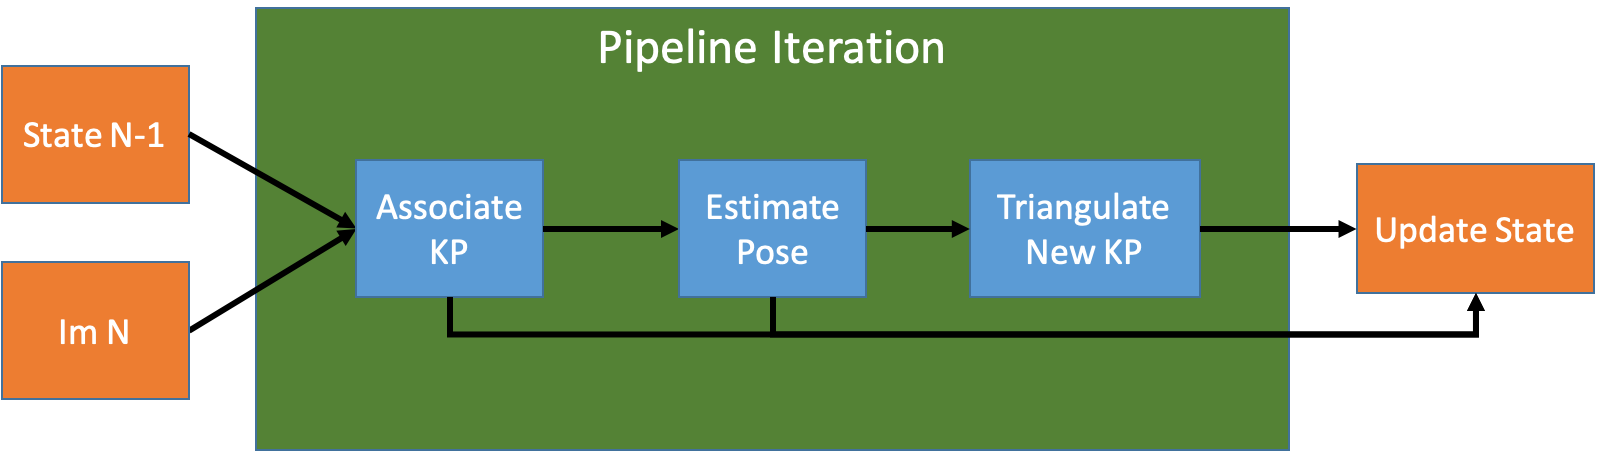 Pipeline Iteration
State N-1
Im N
Associate
KP
Estimate
Pose
Triangulate
New KP
Update State